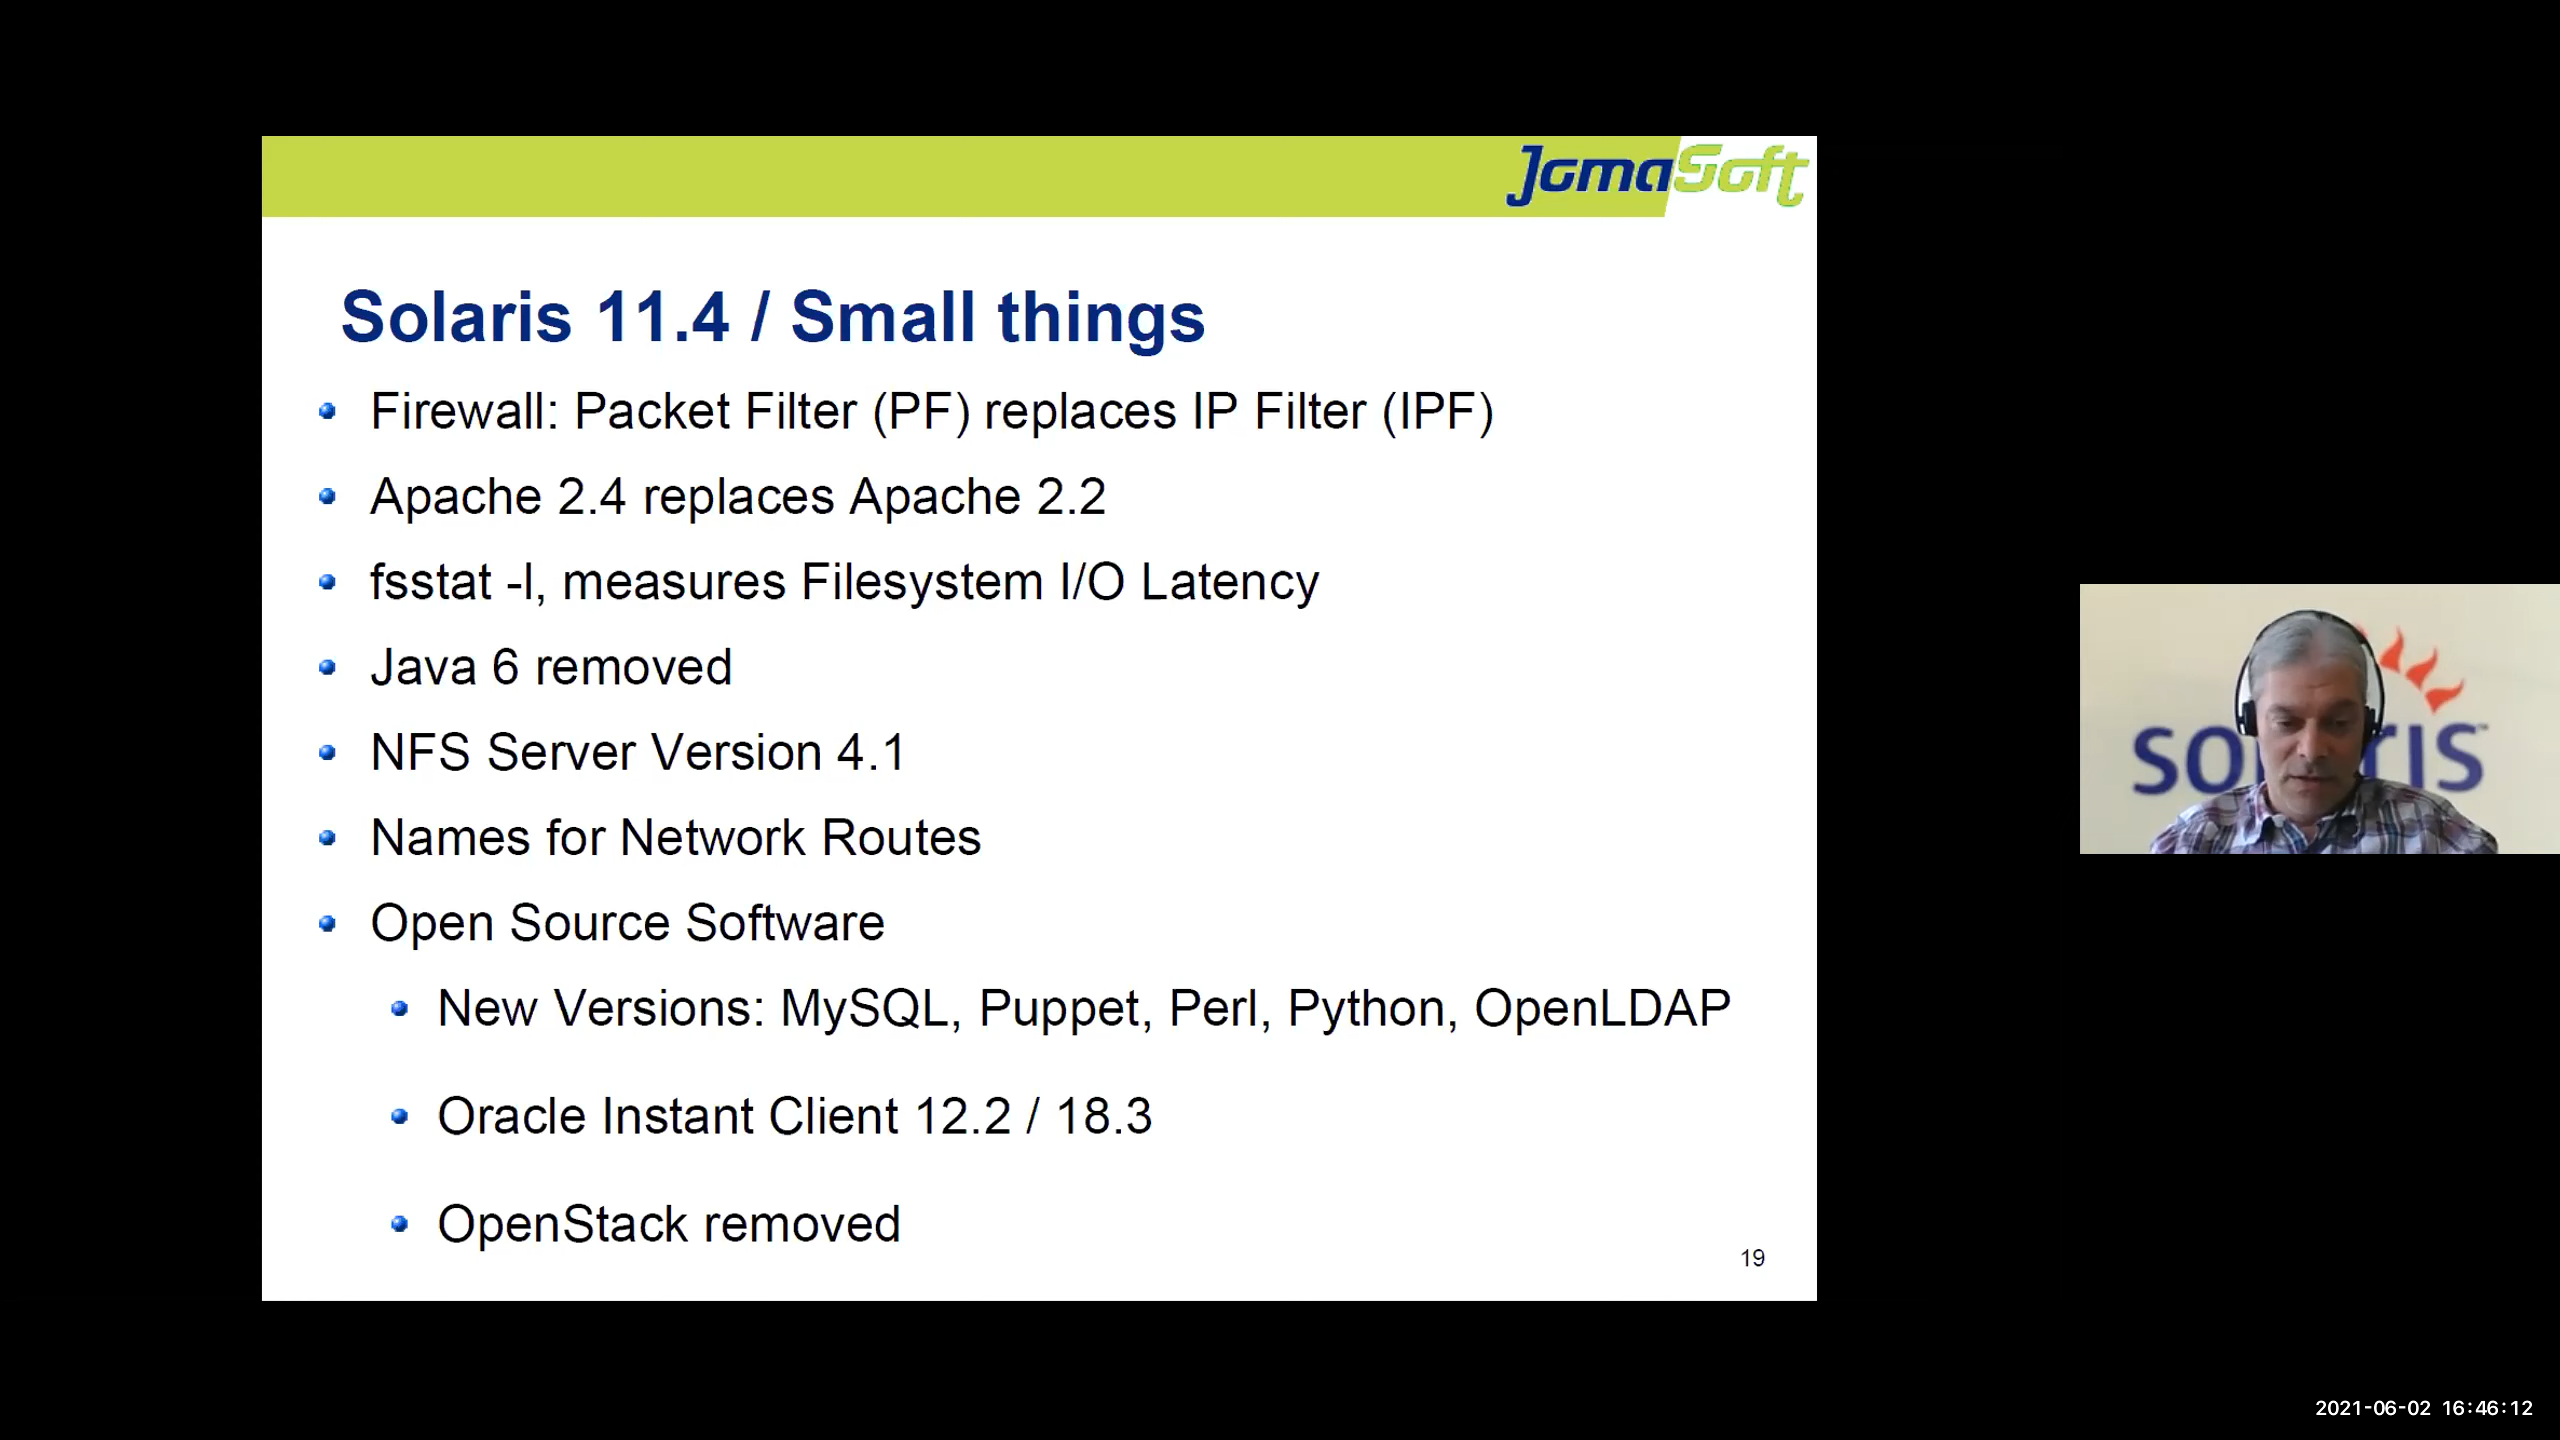 JomaSoft
Solaris 11.4 / Small things
Firewall: Packet Filter (PF) replaces IP Filter (IPF)
Apache 2.4 replaces Apache 2.2
fsstat -l, measures Filesystem I/O Latency
Java 6 removed
NFS Server Version 4.1
Names for Network Routes
Open Source Software
New Versions: MySQL, Puppet, Perl, Python, OpenLDAP
Oracle Instant Client 12.2 / 18.3
OpenStack removed
19
2021-06-02 16:46:12